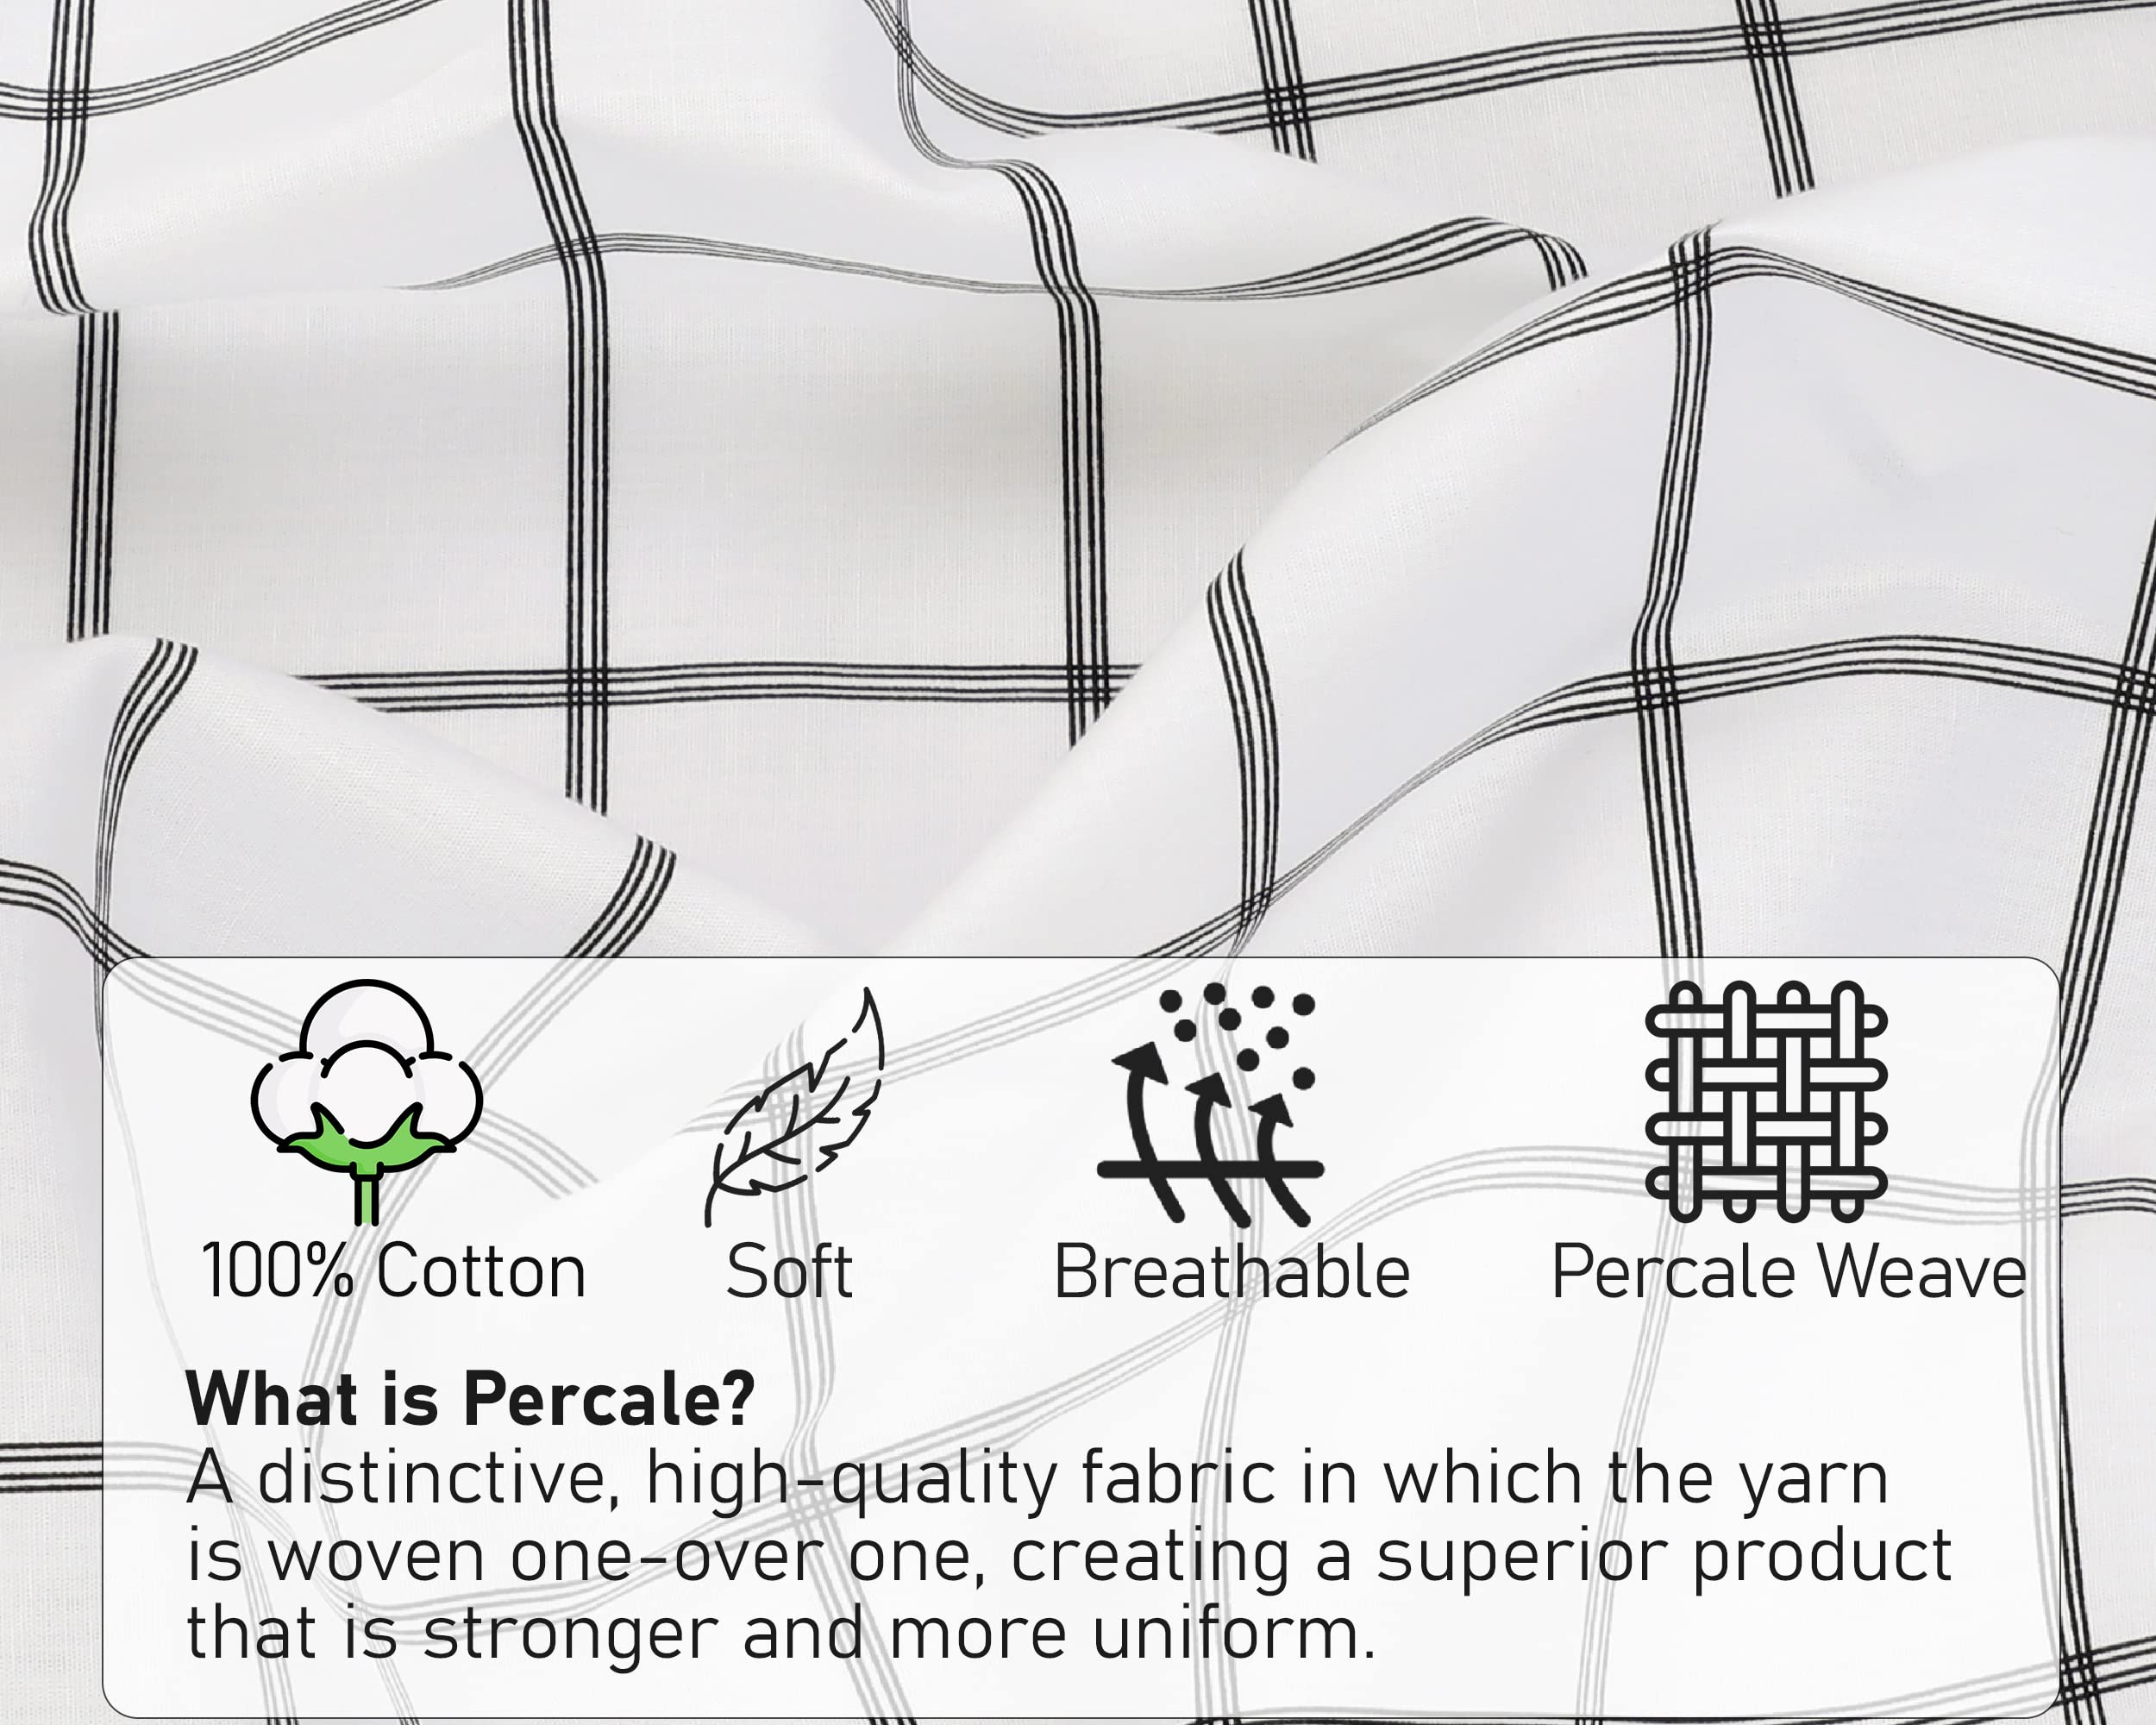 100% Cotton
Soft
Breathable
Percale Weave
What is Percale?
A distinctive, high-quality fabric in which the yarn
is woven one-over one, creating a superior product
that is stronger and more uniform.